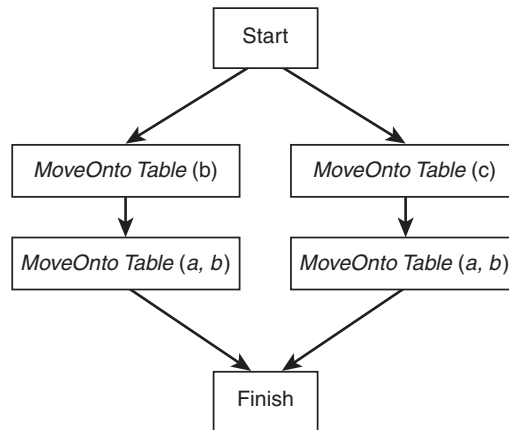 Start
MoveOnto Table (b)
MoveOnto Table (c)
MoveOnto Table (a, b)
MoveOnto Table (a, b)
Finish